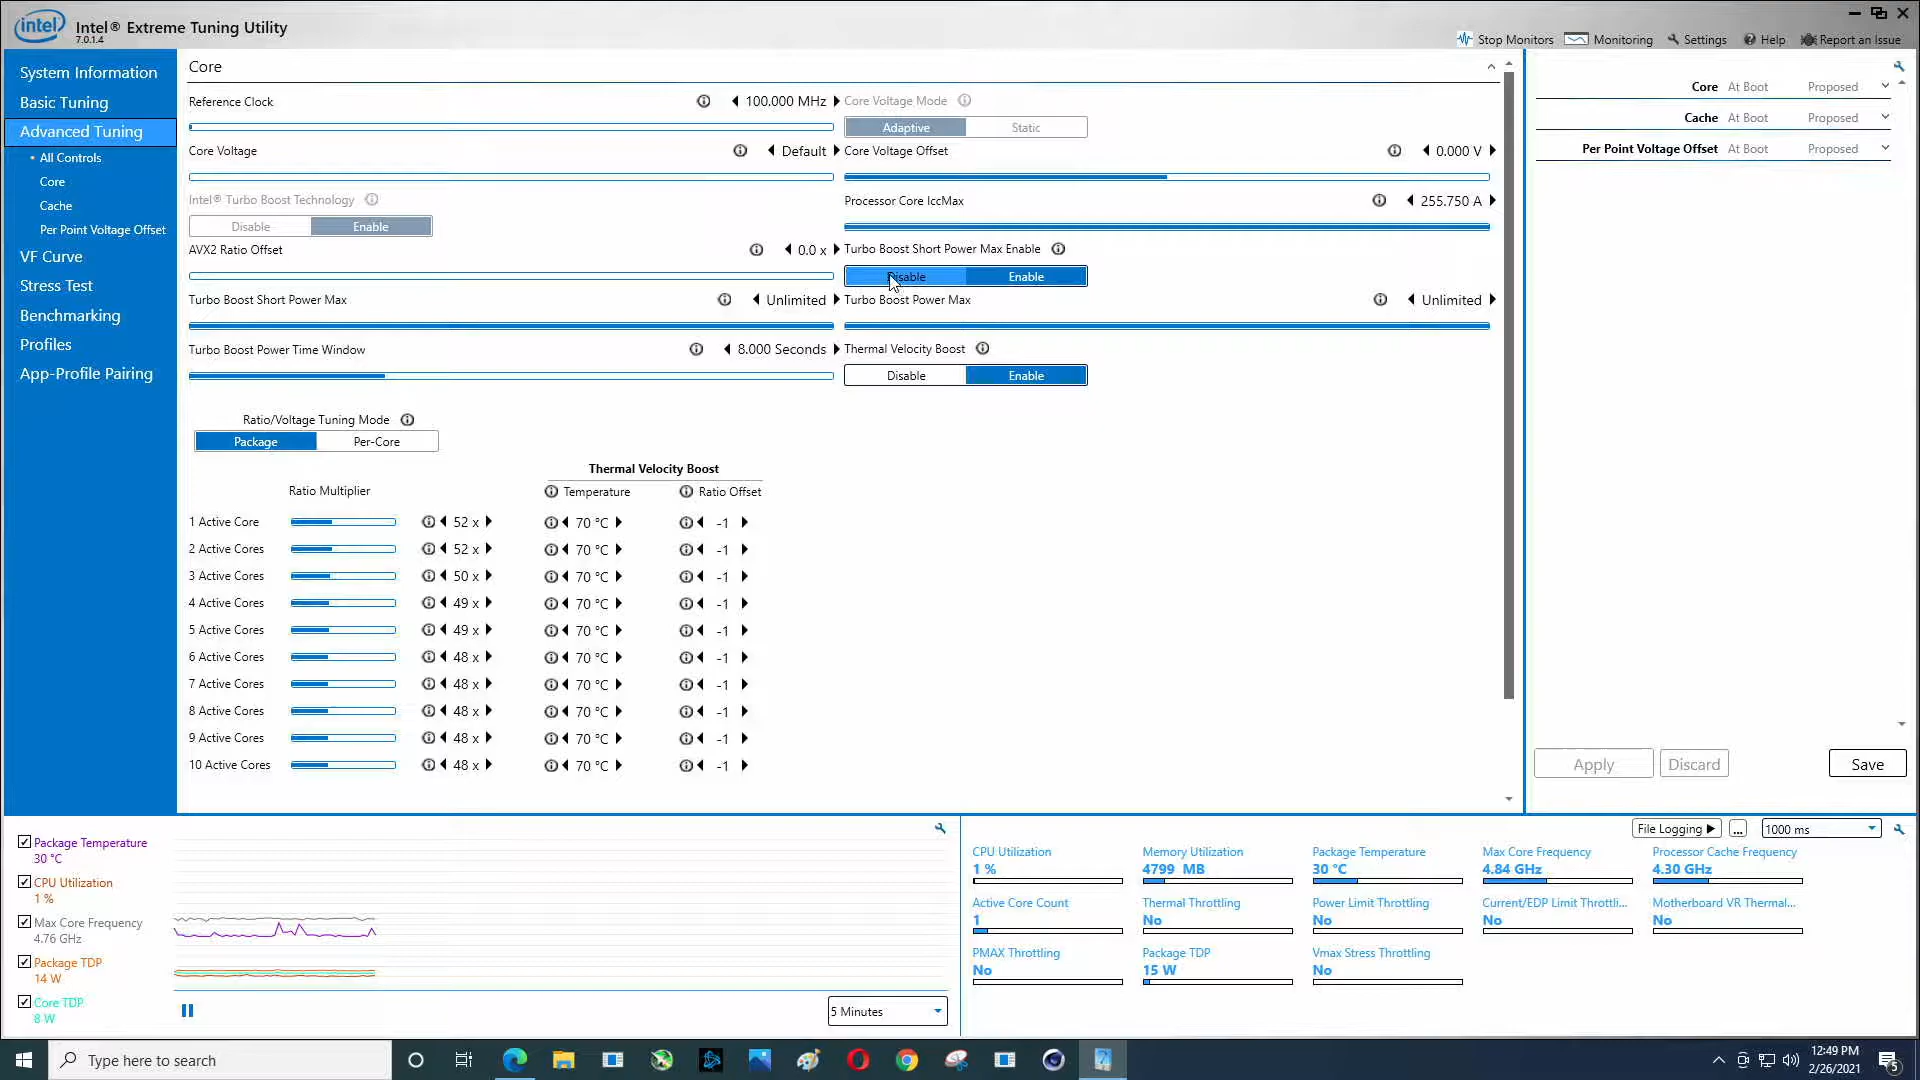 intel
Intel® Extreme Tuning Utility
7.0.1.4
Stop Monitors
Monitoring
Settings
Help
Report an Issue
System Information
Basic Tuning
Advanced Tuning
• All Controls
Core
Cache
Per Point Voltage Offset
VF Curve
Stress Test
Benchmarking
Profiles
App-Profile Pairing
Core
Reference Clock
100.000 MHz
Core Voltage Mode
Adaptive
Static
Core Voltage
Default
Core Voltage Offset
0.000 V
Intel® Turbo Boost Technology
Disable
Enable
Processor Core IccMax
255.750 A
AVX2 Ratio Offset
0.0 x
Turbo Boost Short Power Max Enable
Disable
Enable
Turbo Boost Short Power Max
Unlimited
Turbo Boost Power Max
Unlimited
Turbo Boost Power Time Window
8.000 Seconds
Thermal Velocity Boost
Disable
Enable
Ratio/Voltage Tuning Mode
Package
Per-Core
Thermal Velocity Boost
Ratio Multiplier
Temperature
Ratio Offset
1 Active Core 52 x 70 °C -1
2 Active Cores 52 x 70 °C -1
3 Active Cores 50 x 70 °C -1
4 Active Cores 49 x 70 °C -1
5 Active Cores 49 x 70 °C -1
6 Active Cores 48 x 70 °C -1
7 Active Cores 48 x 70 °C -1
8 Active Cores 48 x 70 °C -1
9 Active Cores 48 x 70 °C -1
10 Active Cores 48 x 70 °C -1
Core At Boot Proposed
Cache At Boot Proposed
Per Point Voltage Offset At Boot Proposed
Apply
Discard
Save
Package Temperature
30 °C
CPU Utilization
1 %
Max Core Frequency
4.76 GHz
Package TDP
14 W
Core TDP
8 W
5 Minutes
File Logging
...
1000 ms
CPU Utilization
1 %
Memory Utilization
4799 MB
Package Temperature
30 °C
Max Core Frequency
4.84 GHz
Processor Cache Frequency
4.30 GHz
Active Core Count
1
Thermal Throttling
No
Power Limit Throttling
No
Current/EDP Limit Throttli...
No
Motherboard VR Thermal...
No
PMAX Throttling
No
Package TDP
15 W
Vmax Stress Throttling
No
Type here to search
12:49 PM
2/26/2021
5